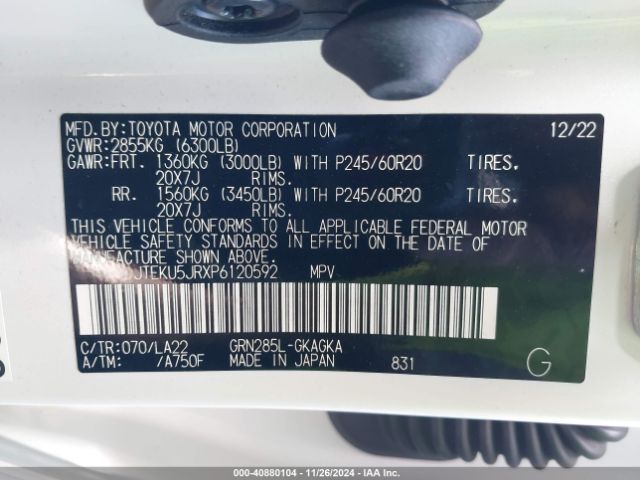 MFD.BY:TOYOTA MOTOR CORPORATION 12/22
GVWR:2855KG (6300LB)
GAWR:FRT. 1360KG (3000LB) WITH P245/60R20 TIRES.
20X7J RIMS.
RR. 1560KG (3450LB) WITH P245/60R20 TIRES.
20X7J RIMS.
THIS VEHICLE CONFORMS TO ALL APPLICABLE FEDERAL MOTOR
VEHICLE SAFETY STANDARDS IN EFFECT ON THE DATE OF
MANUFACTURE SHOWN ABOVE.
JTEKU5JRXP6120592 MPV
C/TR:070/LA22 GRN285L-GKAGKA
A/TM: 7A750F MADE IN JAPAN 831 G
000-40880104 | 11/26/2024 | IAA Inc.